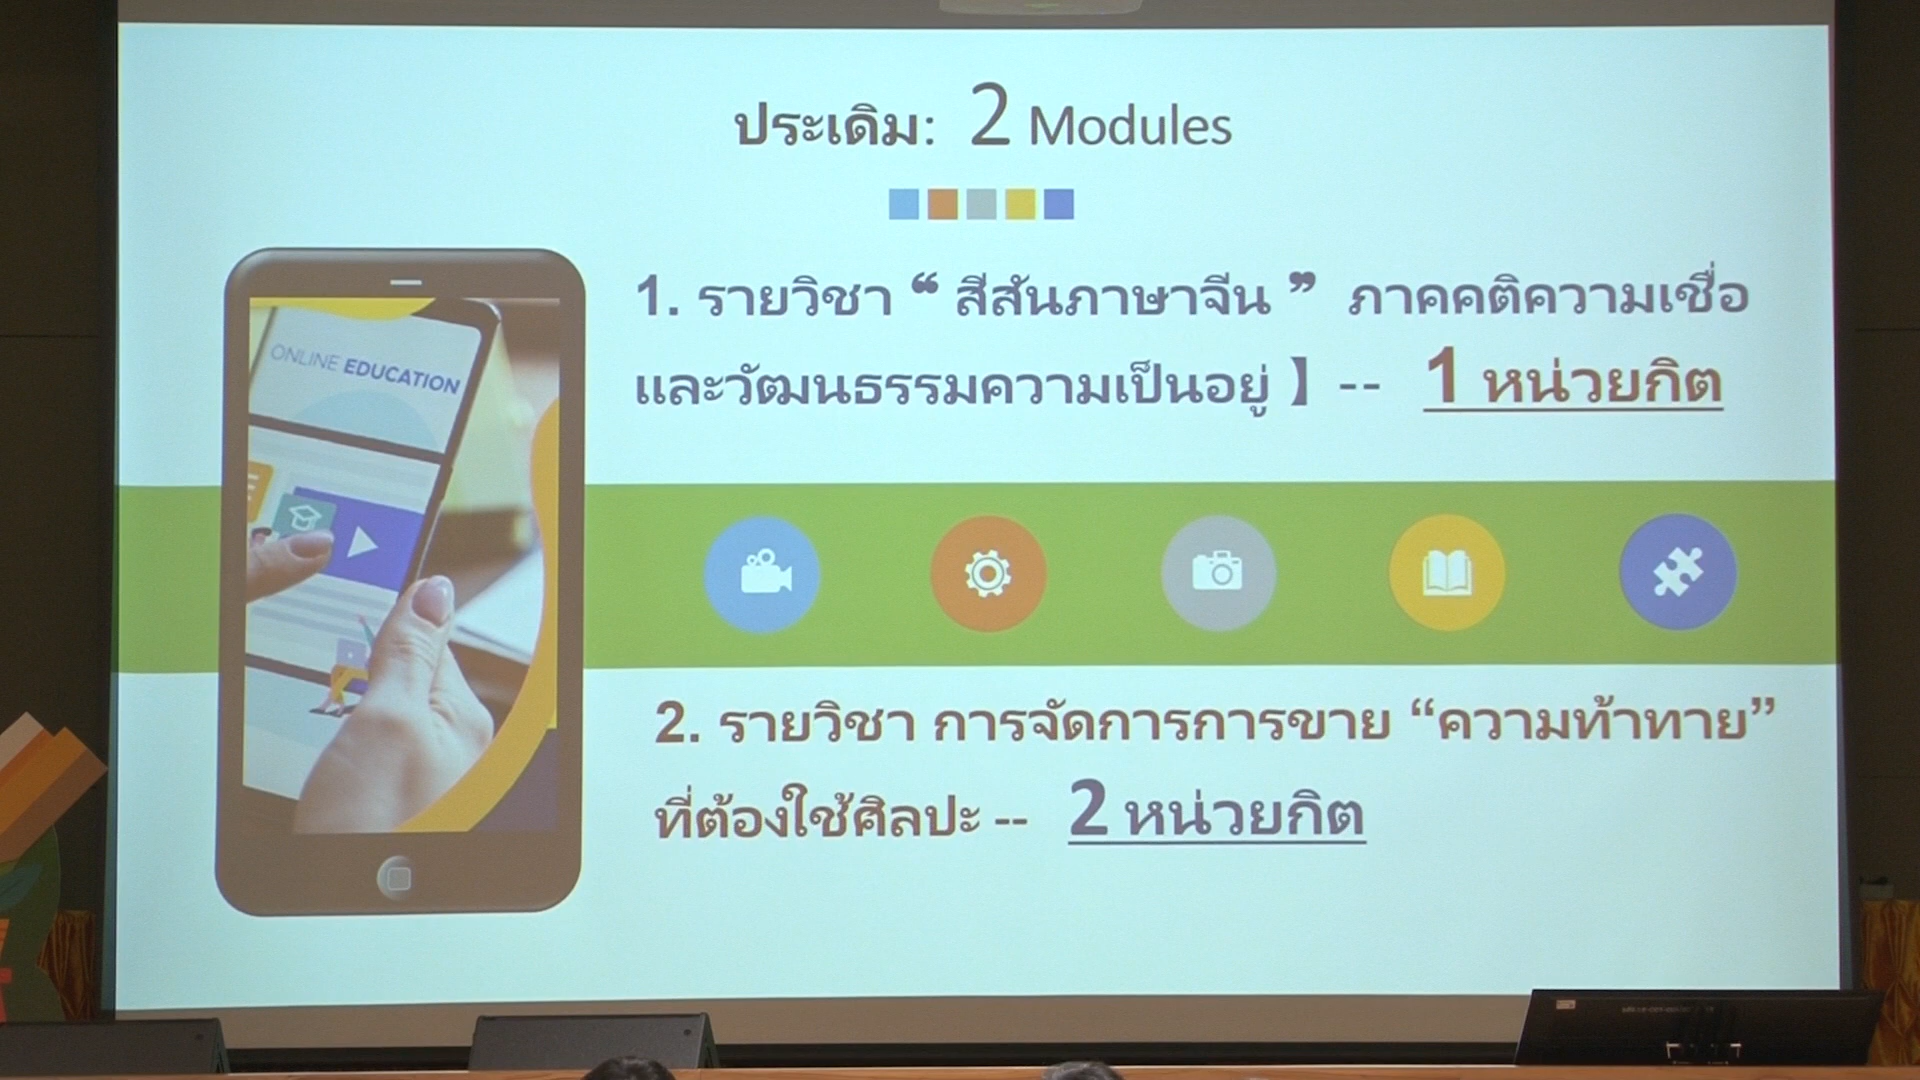 ประเดิม: 2 Modules
1. รายวิชา “ สีสันภาษาจีน ” ภาคคติความเชื่อ
และวัฒนธรรมความเป็นอยู่ 】-- 1 หน่วยกิต
ONLINE EDUCATION
2. รายวิชา การจัดการการขาย “ความท้าทาย”
ที่ต้องใช้ศิลปะ -- 2 หน่วยกิต